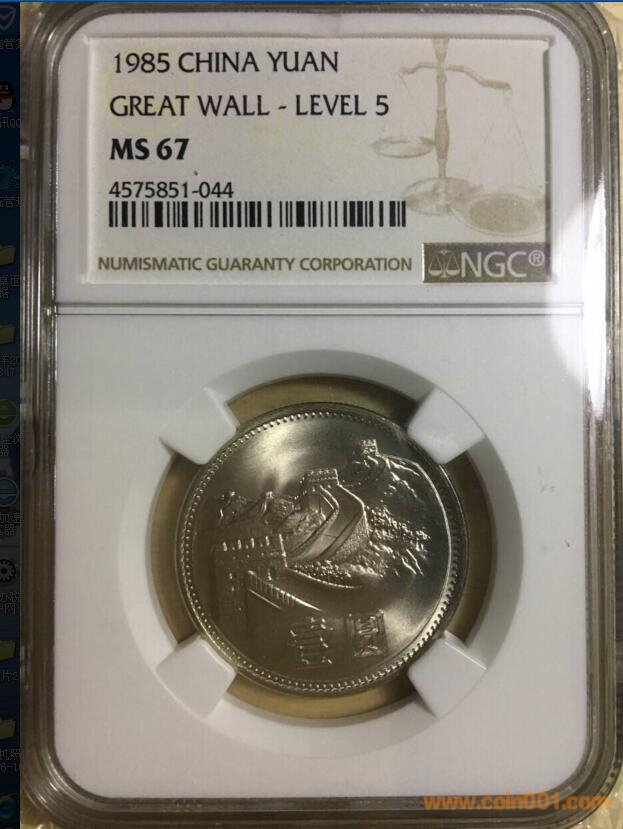 1985 CHINA YUAN
GREAT WALL - LEVEL 5
MS 67
4575851-044
NUMISMATIC GUARANTY CORPORATION
NGC®
壹圓
www.coin001.com